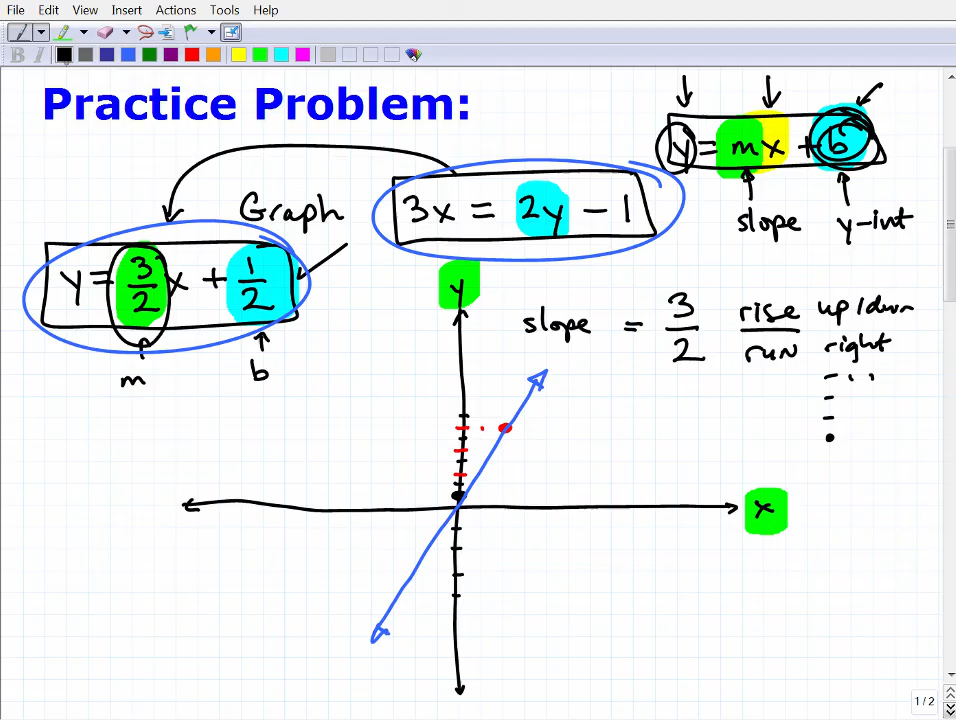 File Edit View Insert Actions Tools Help
B I
Practice Problem:
y = mx + b
slope y-int
3x = 2y - 1
Graph
y = 3/2 x + 1/2
m b
y
slope = 3/2 rise/run up/down
right
x
1 / 2